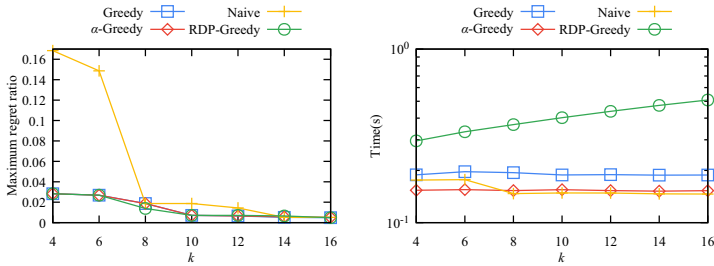 Greedy Naive
α-Greedy RDP-Greedy
Maximum regret ratio
0.16
0.14
0.12
0.1
0.08
0.06
0.04
0.02
0
4 6 8 10 12 14 16
k
Greedy Naive
α-Greedy RDP-Greedy
Time(s)
10^0
10^-1
4 6 8 10 12 14 16
k